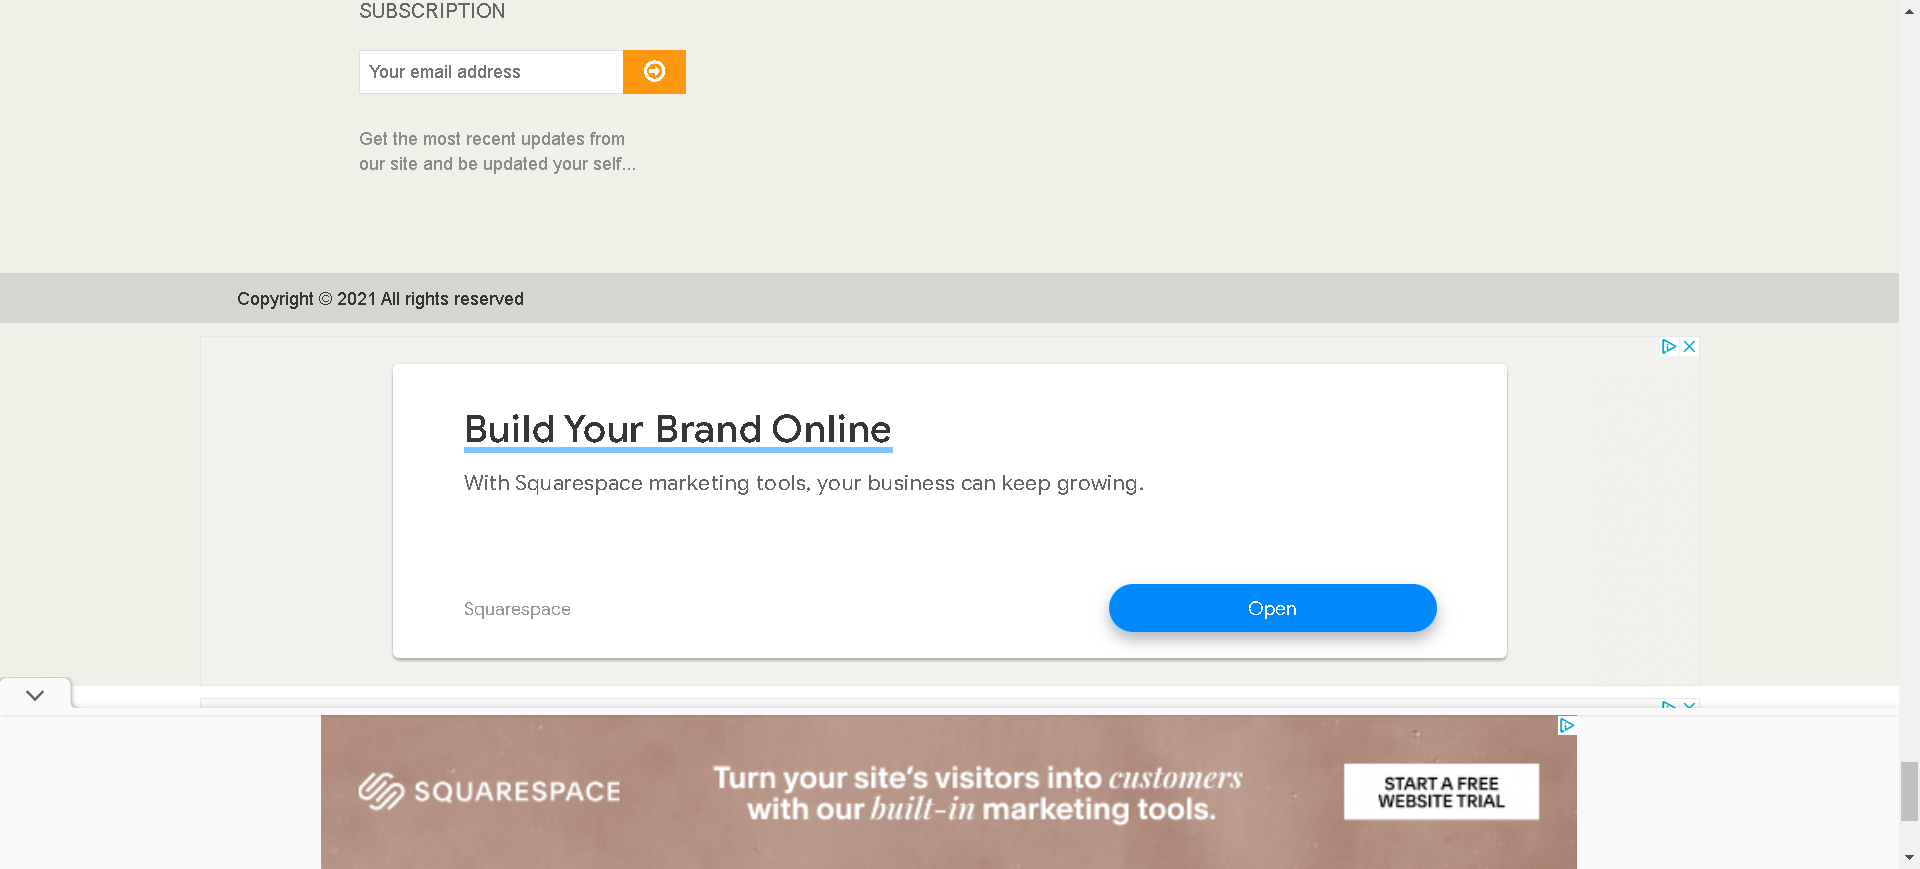 SUBSCRIPTION
Your email address
Get the most recent updates from
our site and be updated your self...
Copyright © 2021 All rights reserved
Build Your Brand Online
With Squarespace marketing tools, your business can keep growing.
Squarespace
Open
SQUARESPACE
Turn your site's visitors into customers
with our built-in marketing tools.
START A FREE
WEBSITE TRIAL